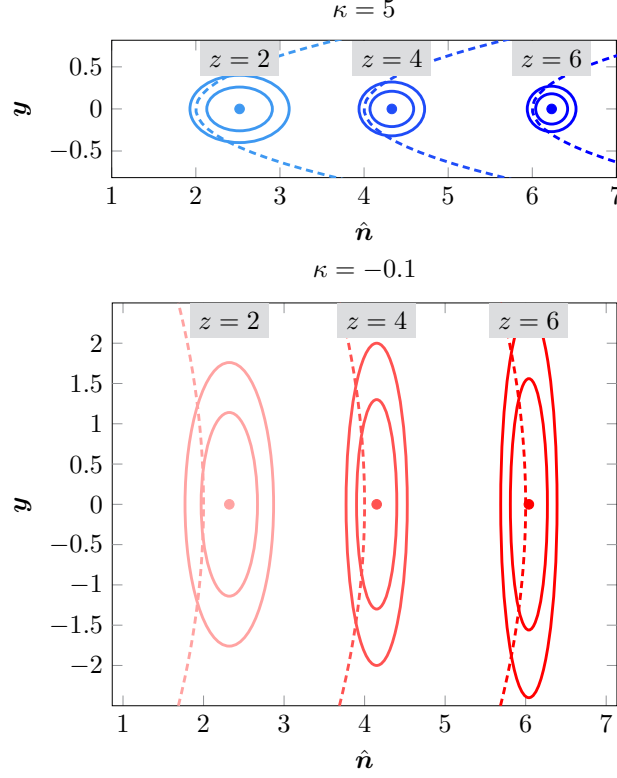 κ = 5
z = 2 z = 4 z = 6
0.5
0
−0.5
y
1 2 3 4 5 6 7
n̂
κ = −0.1
z = 2 z = 4 z = 6
2
1
1
0.5
0
−0.5
−1
−1.5
−2
y
1 2 3 4 5 6 7
n̂